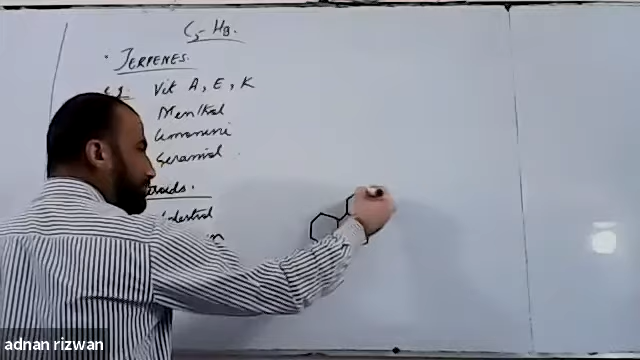 C5-H8.
• TERPENES.
e.g: Vit A, E, K
Menthol
Geraniol.
adnan rizwan